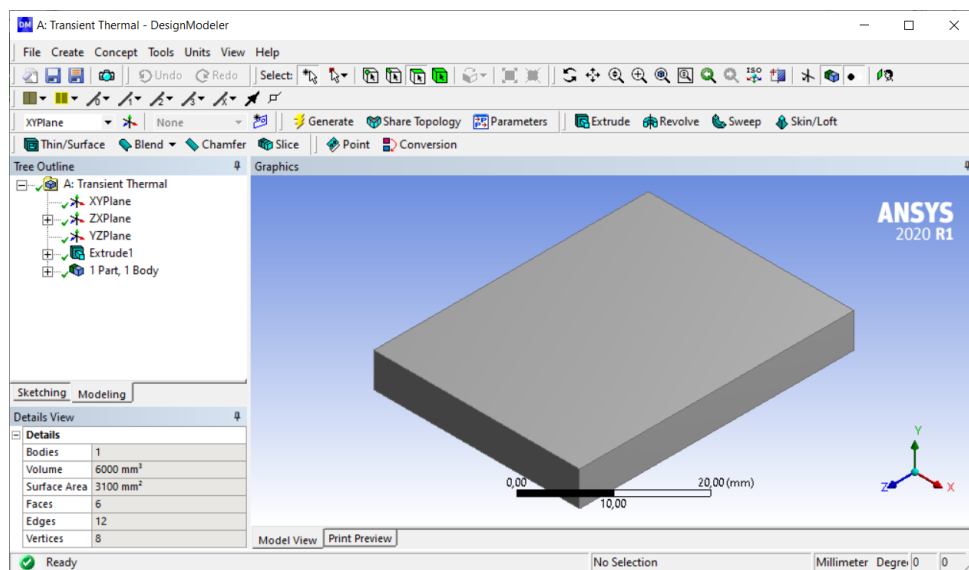 DM A: Transient Thermal - DesignModeler
File Create Concept Tools Units View Help
Undo Redo Select: ISO
XYPlane None Generate Share Topology Parameters Extrude Revolve Sweep Skin/Loft
Thin/Surface Blend Chamfer Slice Point Conversion
Tree Outline
A: Transient Thermal
XYPlane
ZXPlane
YZPlane
Extrude1
1 Part, 1 Body
Sketching Modeling
Details View
Details
Bodies 1
Volume 6000 mm³
Surface Area 3100 mm²
Faces 6
Edges 12
Vertices 8
Graphics
ANSYS
2020 R1
0,00 20,00 (mm)
10,00
Y
Z X
Model View Print Preview
Ready No Selection Millimeter Degre 0 0